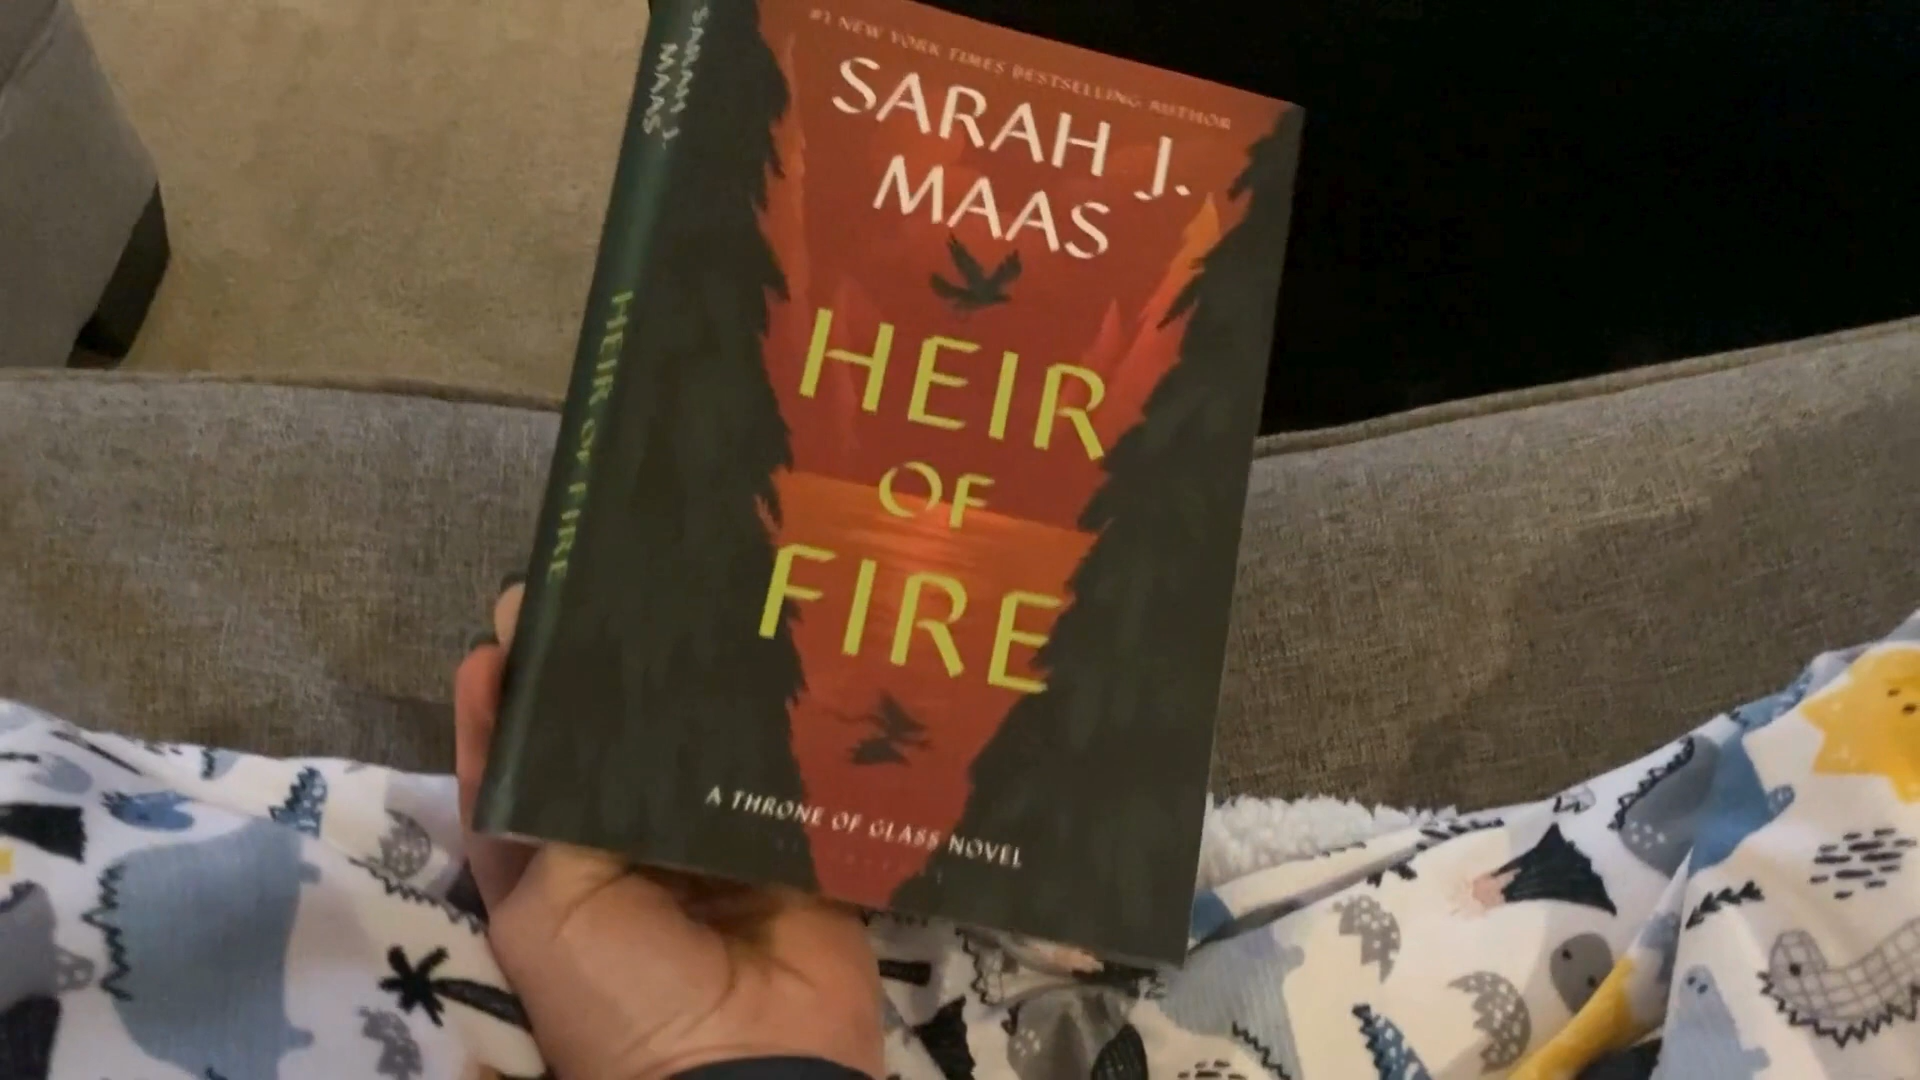 SARAH J.
MAAS
HEIR OF FIRE
#1 NEW YORK TIMES BESTSELLING AUTHOR
SARAH J.
MAAS
HEIR
OF
FIRE
A THRONE OF GLASS NOVEL